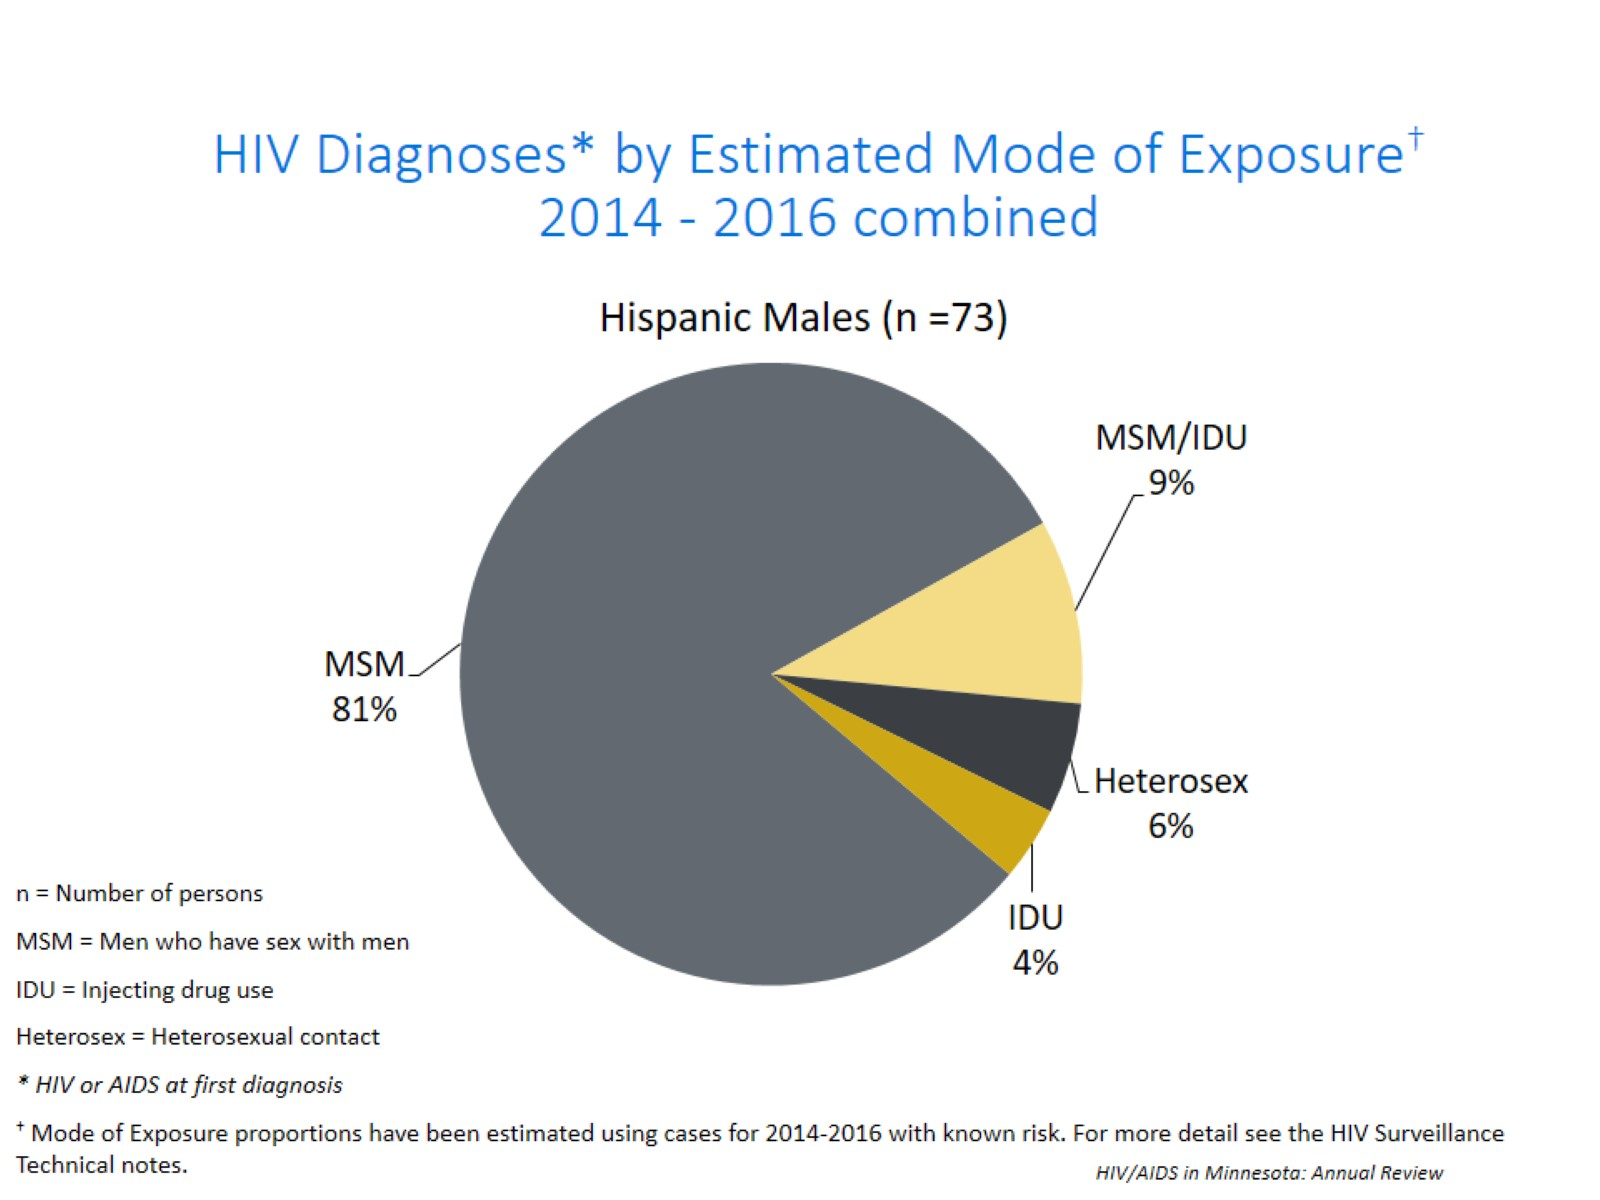 HIV Diagnoses* by Estimated Mode of Exposure†
2014 - 2016 combined
Hispanic Males (n =73)
MSM/IDU
9%
MSM
81%
Heterosex
6%
IDU
4%
n = Number of persons
MSM = Men who have sex with men
IDU = Injecting drug use
Heterosex = Heterosexual contact
* HIV or AIDS at first diagnosis
† Mode of Exposure proportions have been estimated using cases for 2014-2016 with known risk. For more detail see the HIV Surveillance
Technical notes.
HIV/AIDS in Minnesota: Annual Review